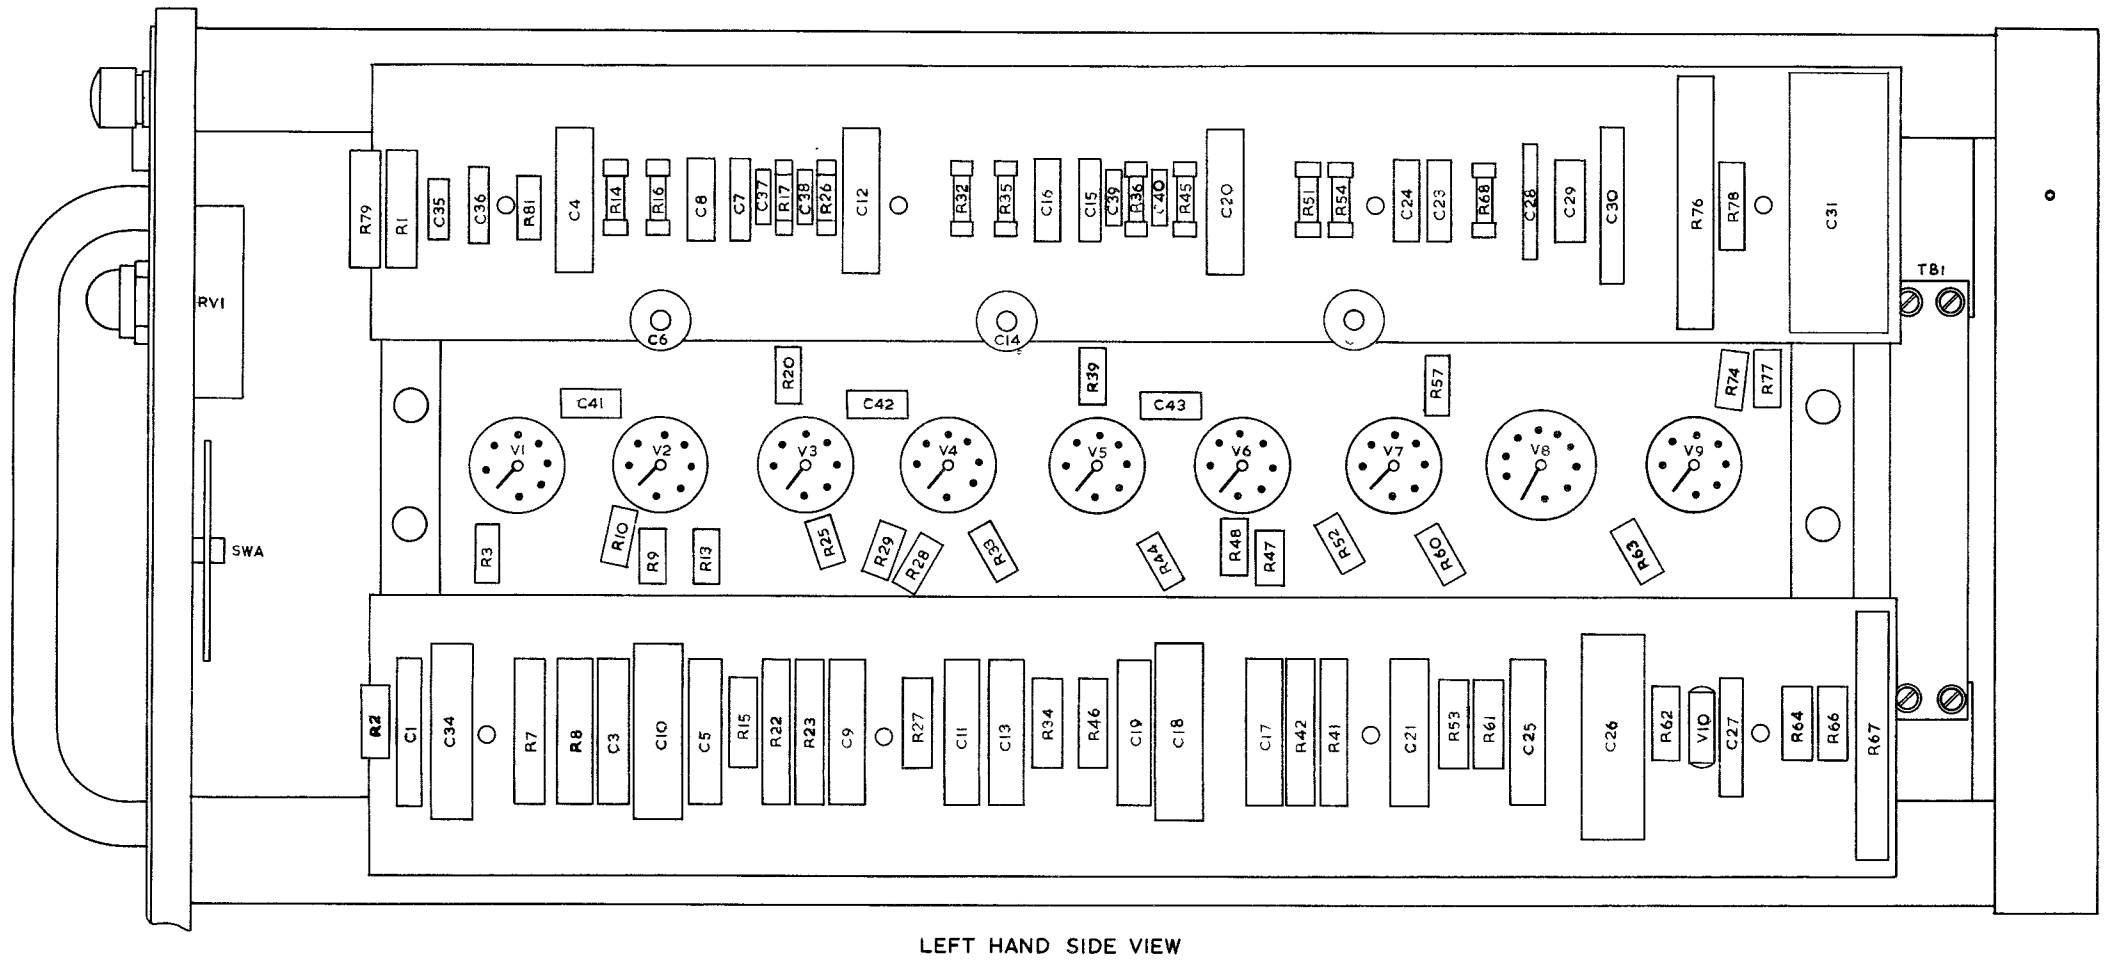 R79 R1 C35 C36 R81 C4 R14 R16 C8 C7 C37 R17 C38 R26 C12 R32 R35 C16 C15 C39 R36 C40 R45 C20 R51 R54 C24 C23 R68 C28 C29 C30 R76 R78 C31
TB1
RV1
C6 C14
R20 R39 R57 R74 R77
C41 C42 C43
V1 V2 V3 V4 V5 V6 V7 V8 V9
SWA
R3 R10 R9 R13 R25 R29 R28 R33 R44 R48 R47 R52 R60 R63
R2 C1 C34 R7 R8 C3 C10 C5 R15 R22 R23 C9 R27 C11 C13 R34 R46 C19 C18 C17 R42 R41 C21 R53 R61 C25 C26 R62 V10 C27 R64 R66 R67
LEFT HAND SIDE VIEW